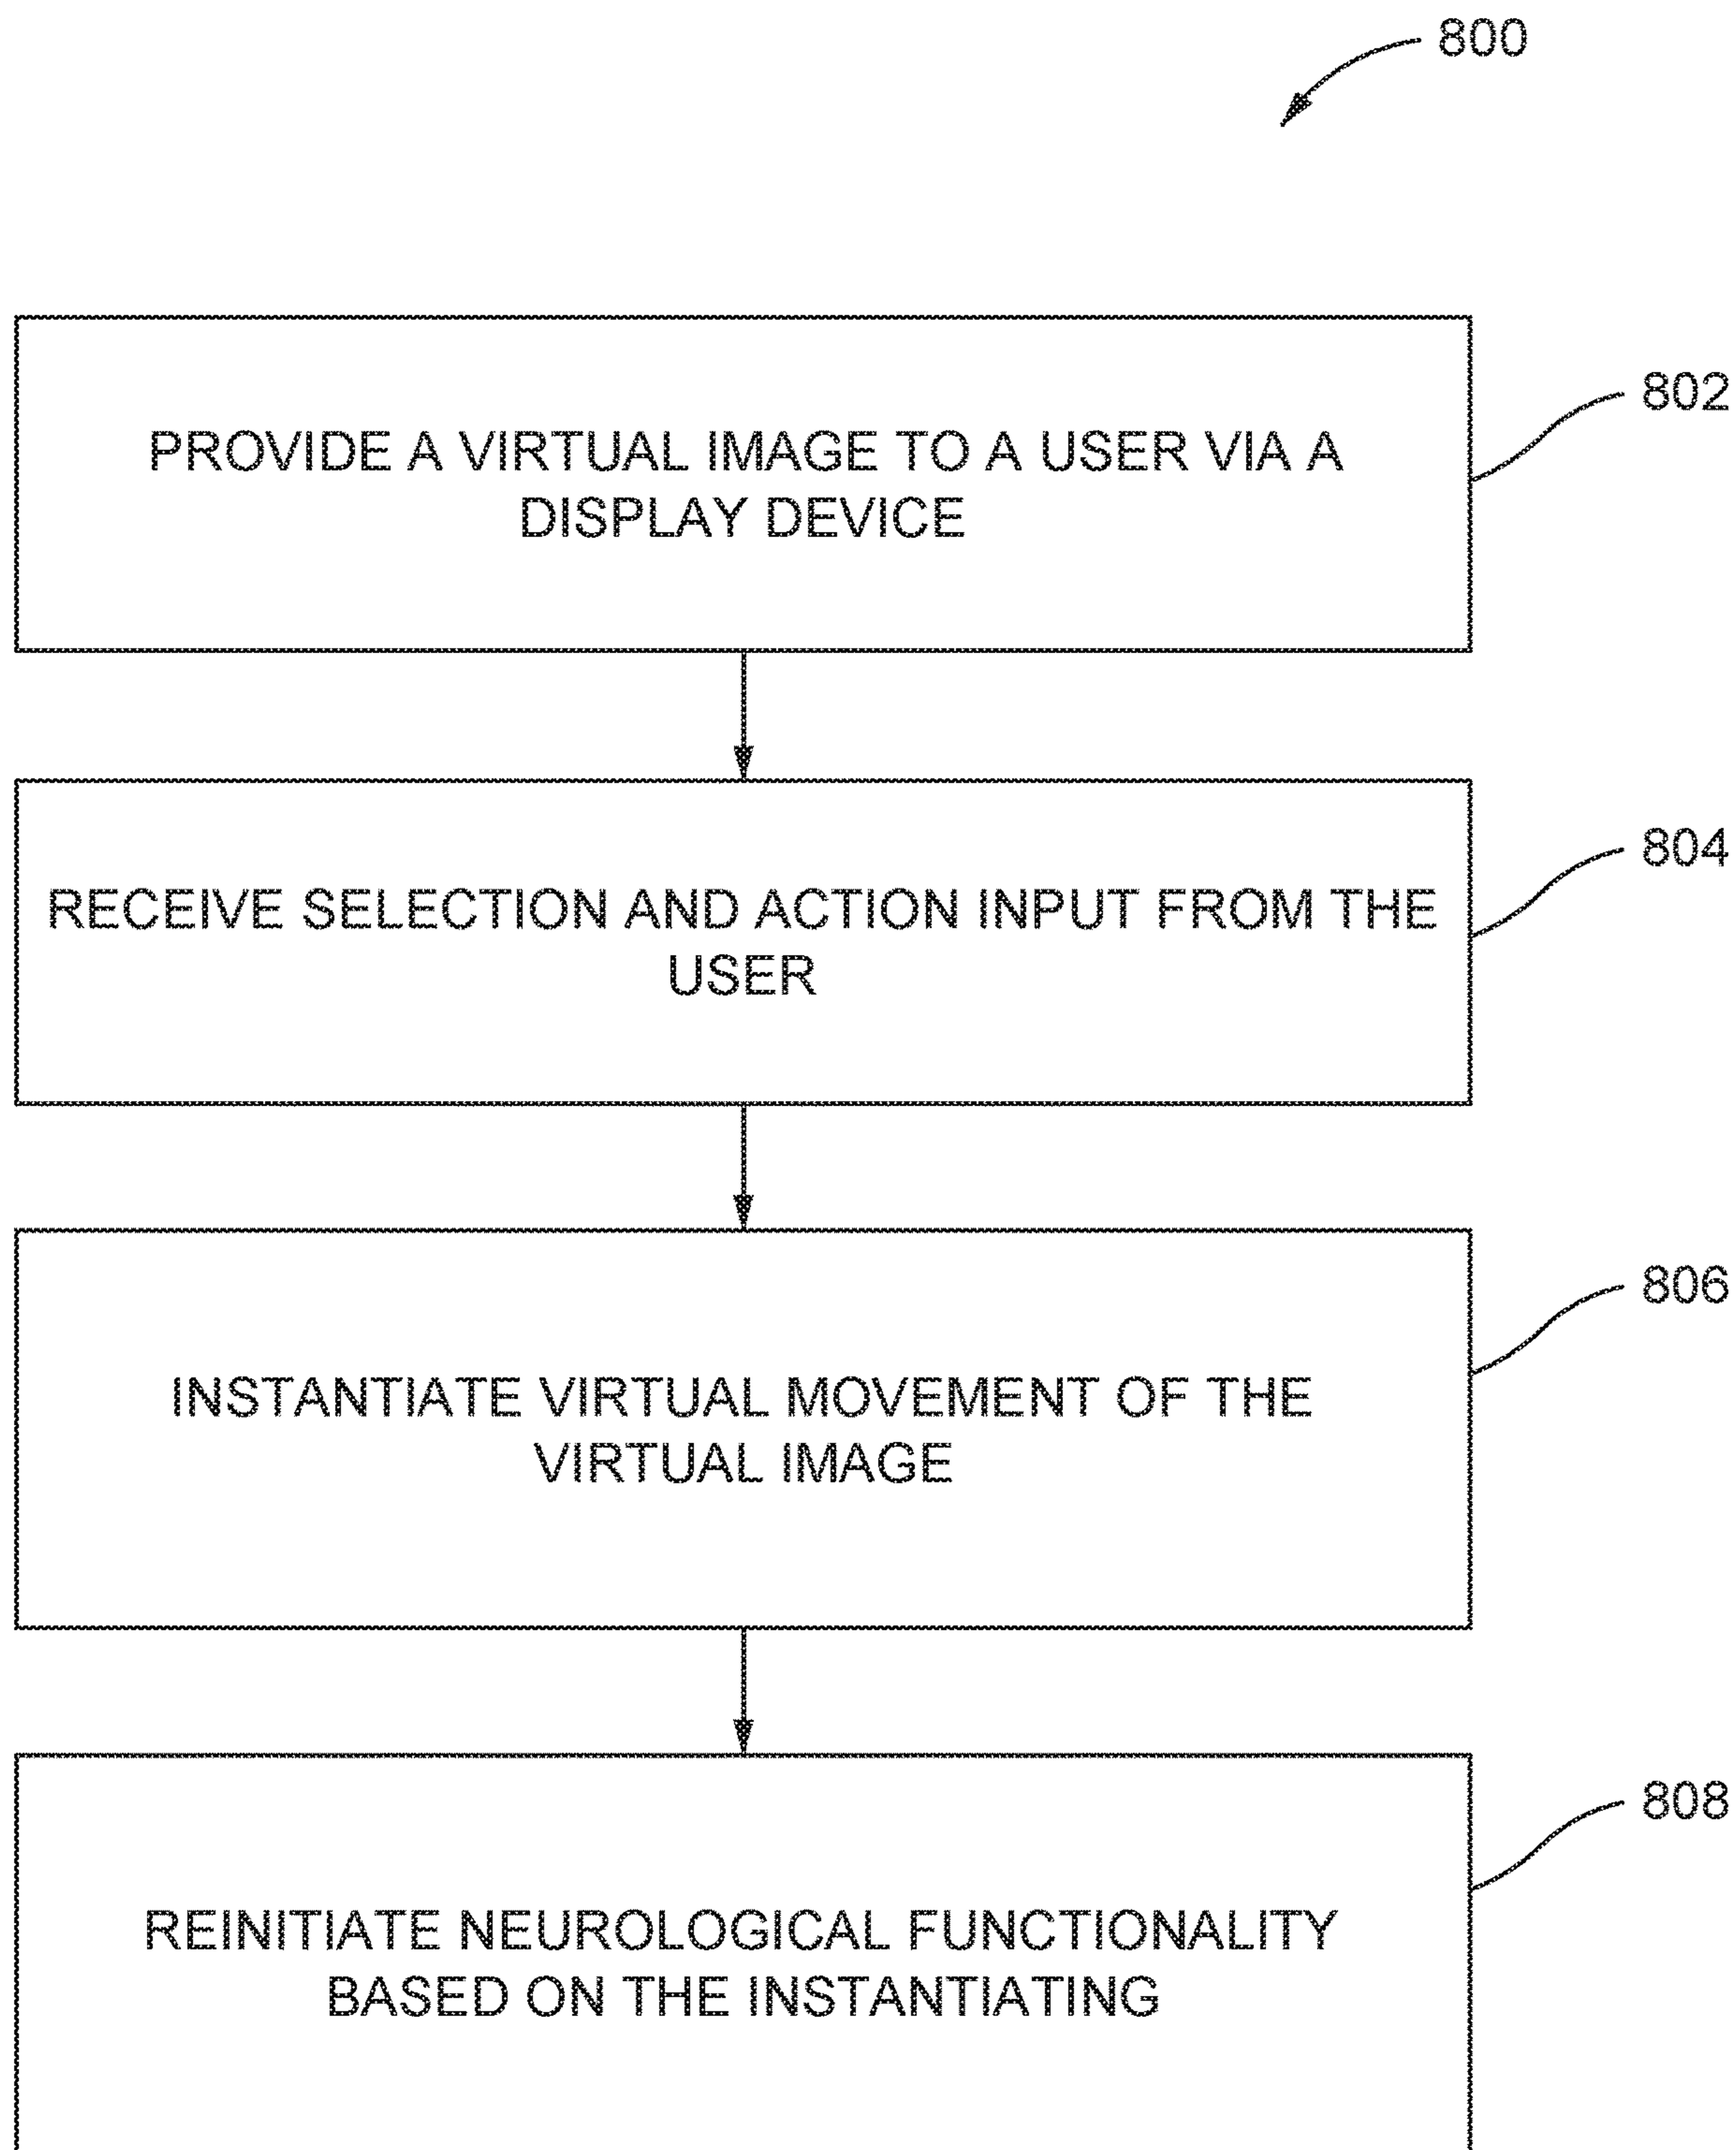 800
PROVIDE A VIRTUAL IMAGE TO A USER VIA A
DISPLAY DEVICE
802
RECEIVE SELECTION AND ACTION INPUT FROM THE
USER
804
INSTANTIATE VIRTUAL MOVEMENT OF THE
VIRTUAL IMAGE
806
REINITIATE NEUROLOGICAL FUNCTIONALITY
BASED ON THE INSTANTIATING
808